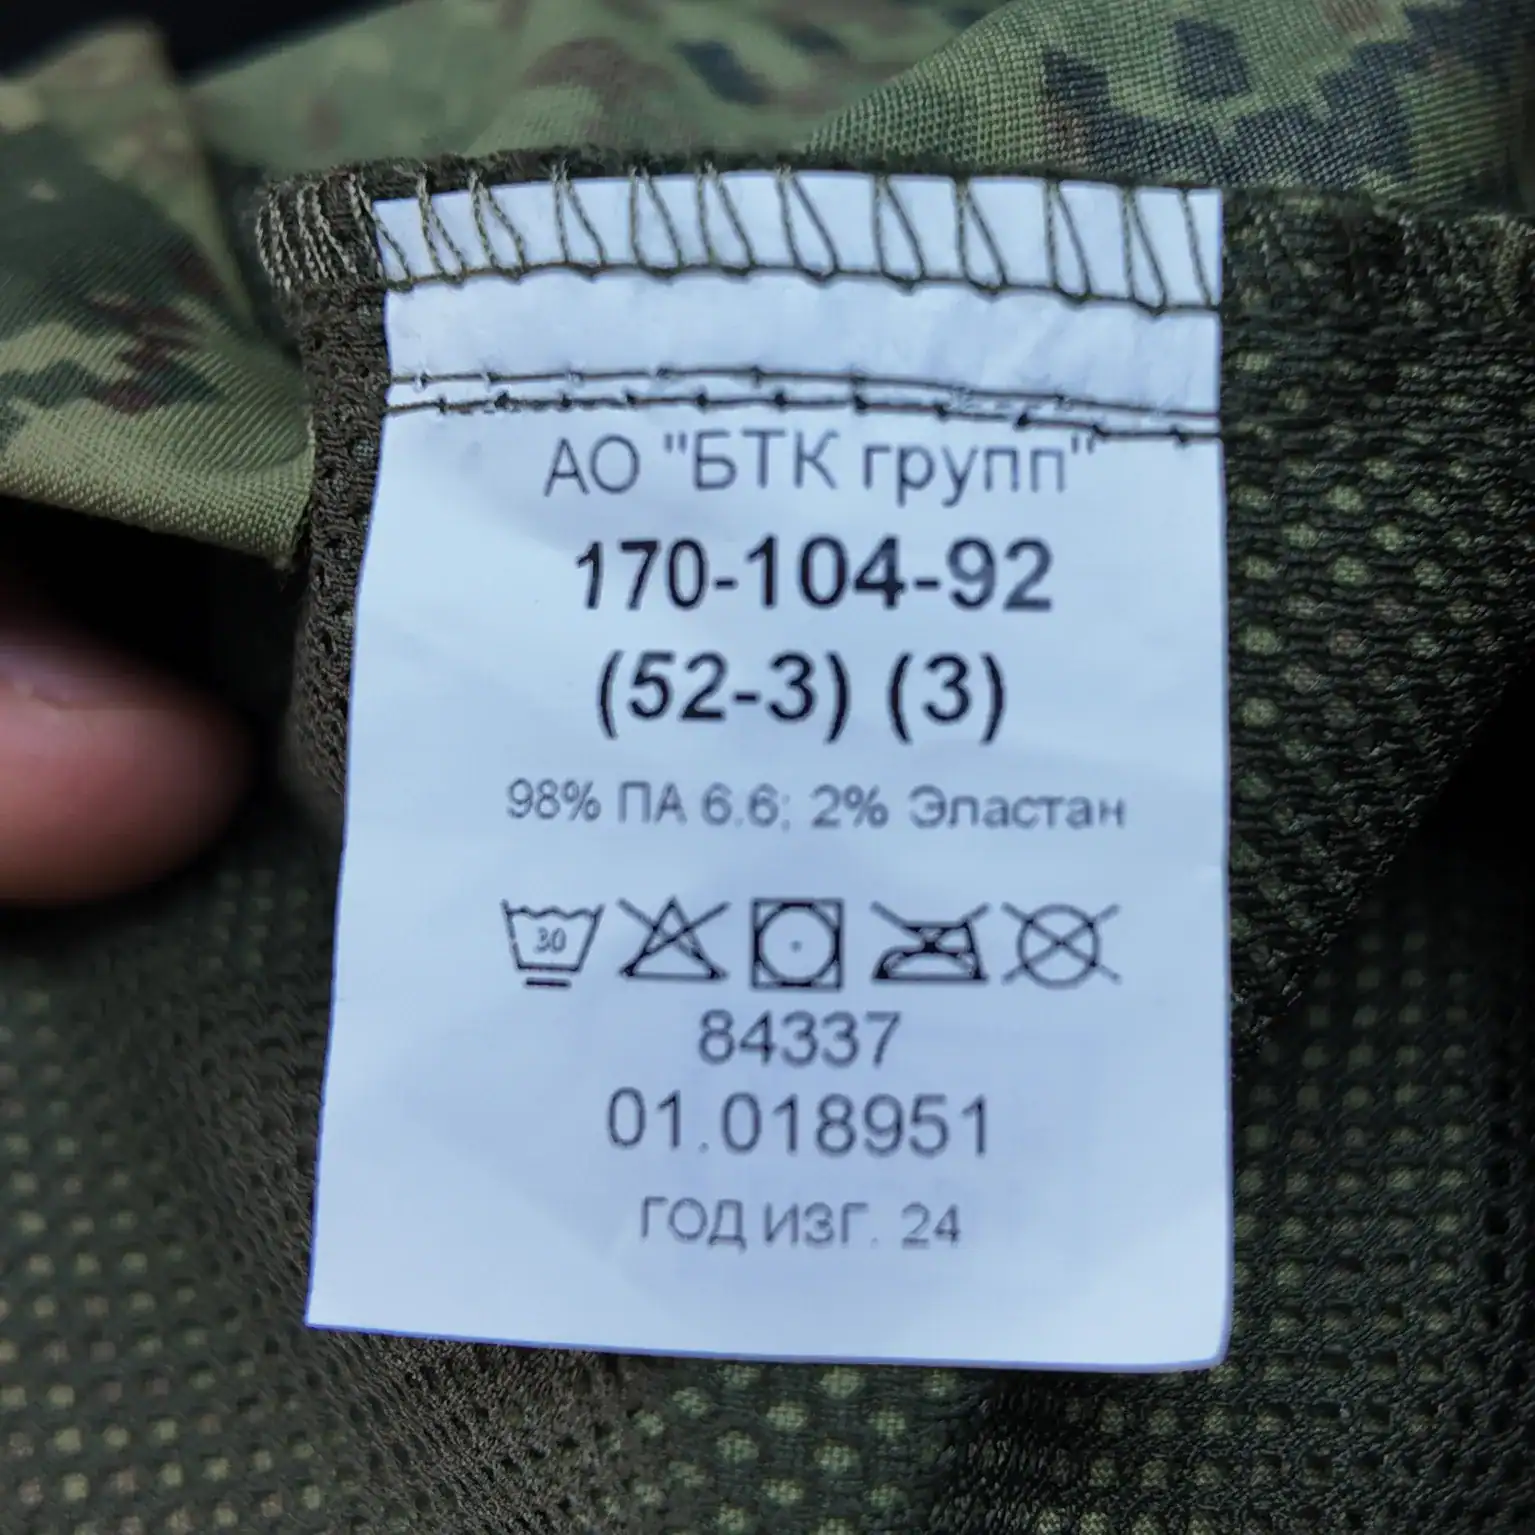 АО "БТК групп"
170-104-92
(52-3) (3)
98% ПА 6.6; 2% Эластан
30
84337
01.018951
ГОД ИЗГ. 24